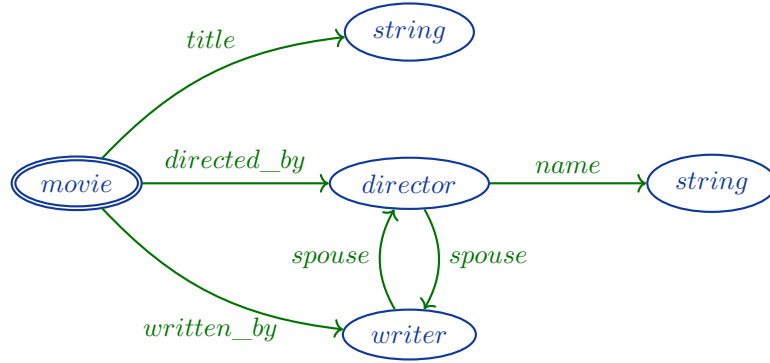 title
string
movie
directed_by
director
name
string
spouse
spouse
written_by
writer